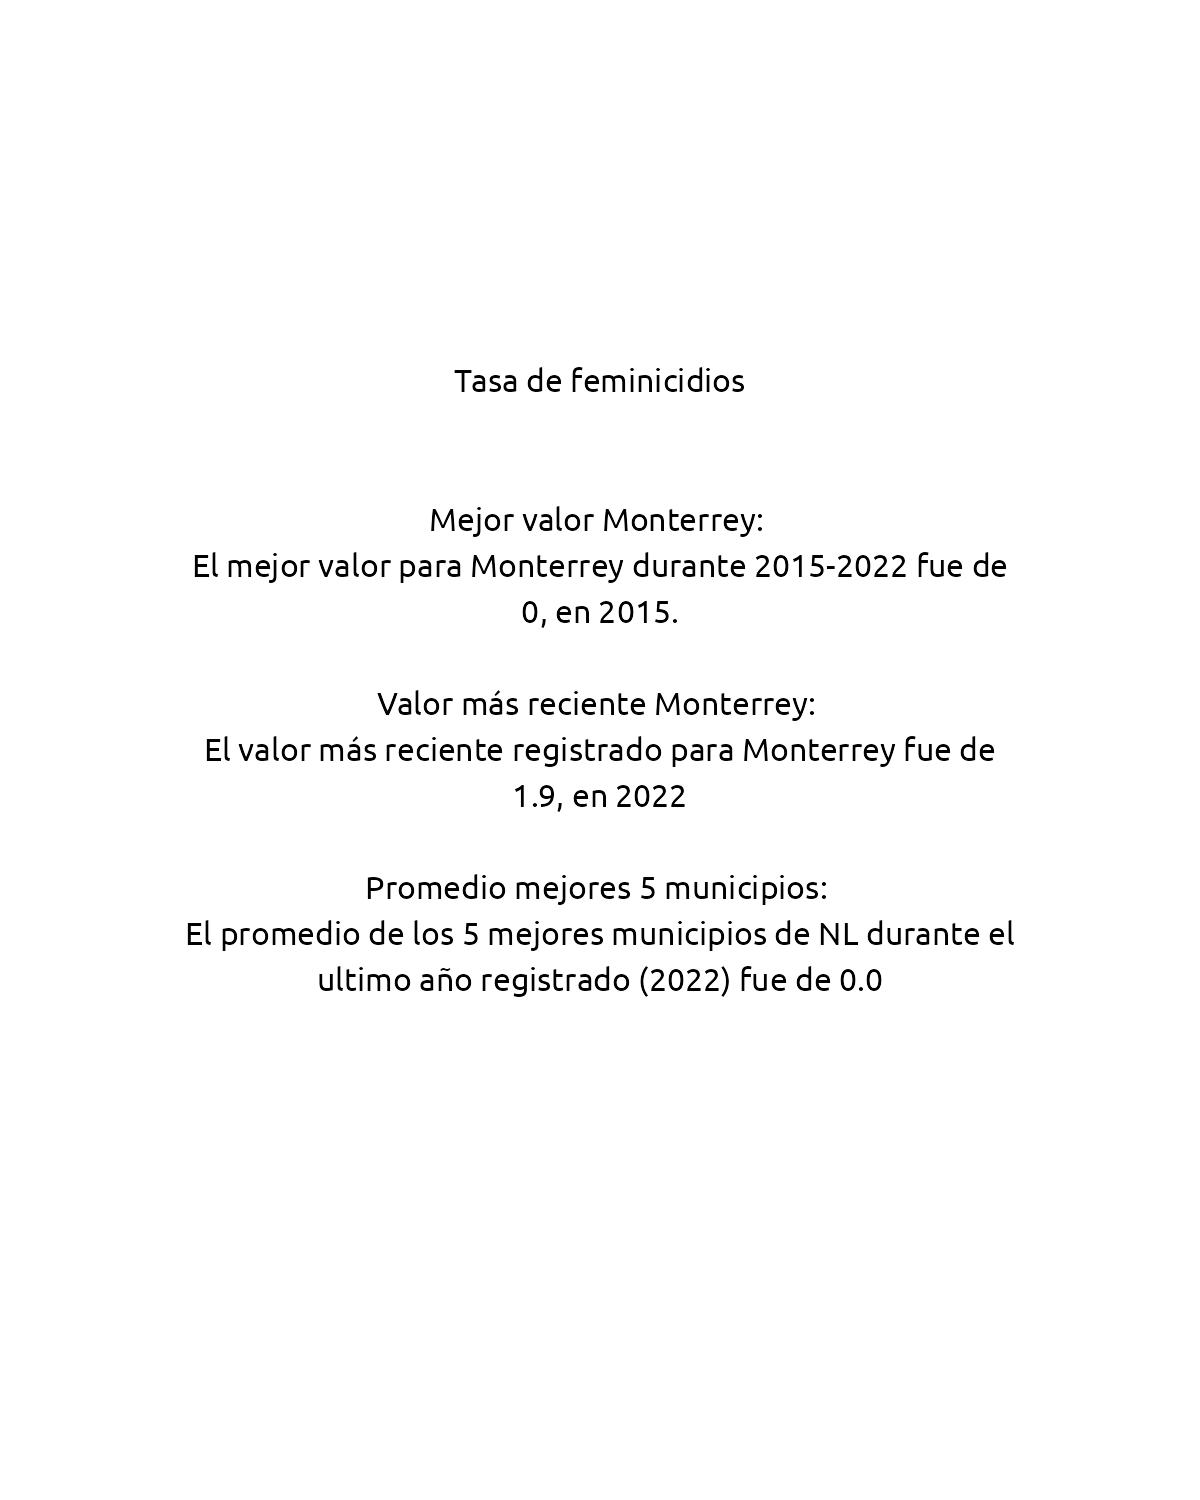 Tasa de feminicidios
Mejor valor Monterrey:
El mejor valor para Monterrey durante 2015-2022 fue de
0, en 2015.
Valor más reciente Monterrey:
El valor más reciente registrado para Monterrey fue de
1.9, en 2022
Promedio mejores 5 municipios:
El promedio de los 5 mejores municipios de NL durante el
ultimo año registrado (2022) fue de 0.0